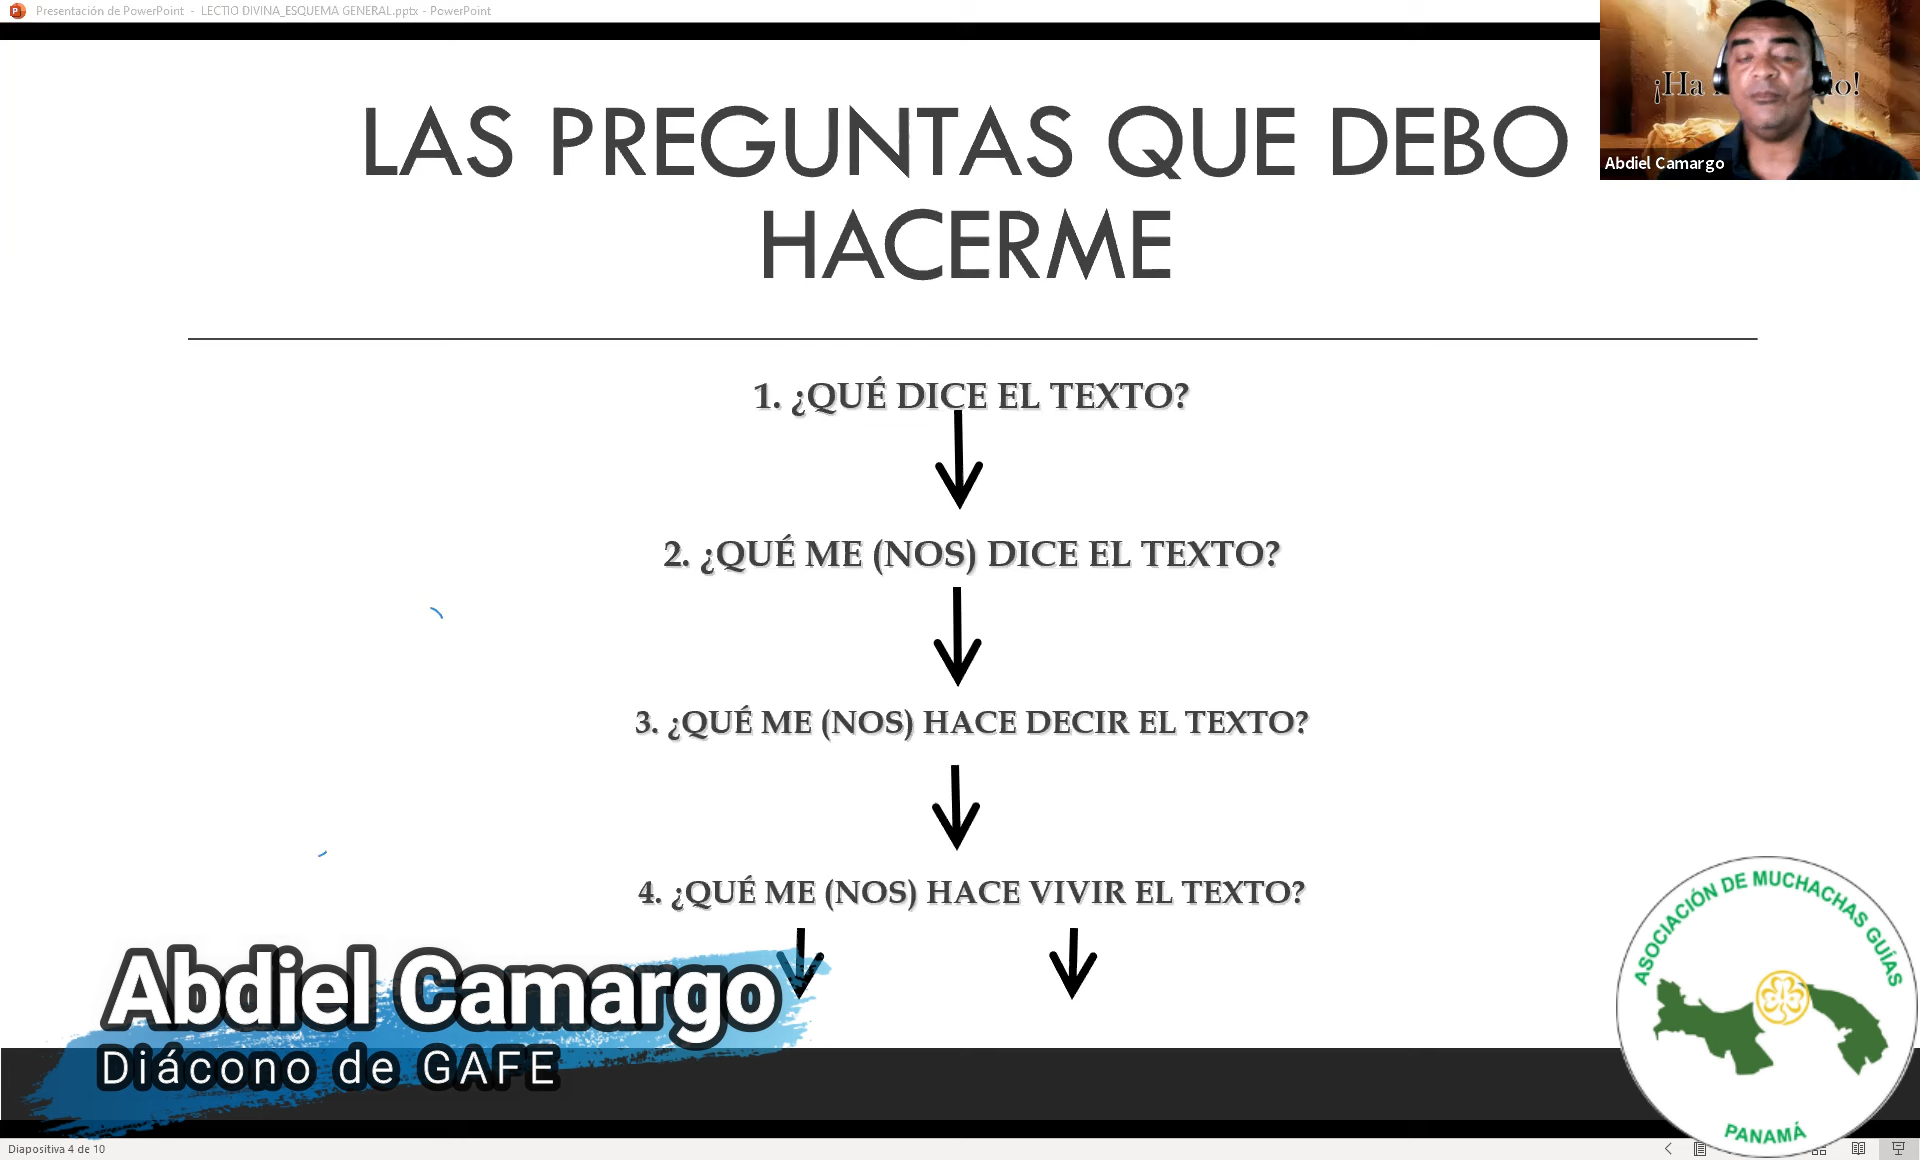 Presentación de PowerPoint - LECTIO DIVINA_ESQUEMA GENERAL.pptx - PowerPoint
¡Ha
o!
Abdiel Camargo
LAS PREGUNTAS QUE DEBO
HACERME
1. ¿QUÉ DICE EL TEXTO?
2. ¿QUÉ ME (NOS) DICE EL TEXTO?
3. ¿QUÉ ME (NOS) HACE DECIR EL TEXTO?
4. ¿QUÉ ME (NOS) HACE VIVIR EL TEXTO?
Abdiel Camargo
Diácono de GAFE
ASOCIACIÓN DE MUCHACHAS GUÍAS
PANAMÁ
Diapositiva 4 de 10